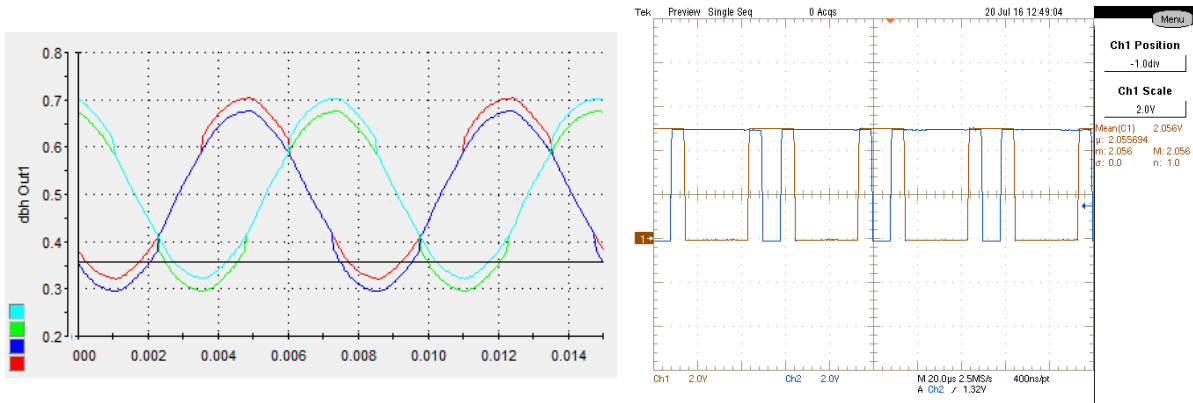 0.8
0.7
0.6
0.5
0.4
0.3
0.2
dbh Out1
000 0.002 0.004 0.006 0.008 0.010 0.012 0.014
Tek Preview Single Seq 0 Acqs 20 Jul 16 12:49:04
Menu
Ch1 Position
-1.0div
Ch1 Scale
2.0V
Mean(C1) 2.056V
µ: 2.055694
m: 2.056 M: 2.056
σ: 0.0 n: 1.0
1
Ch1 2.0V Ch2 2.0V M 20.0µs 2.5MS/s 400ns/pt
A Ch2 / 1.32V